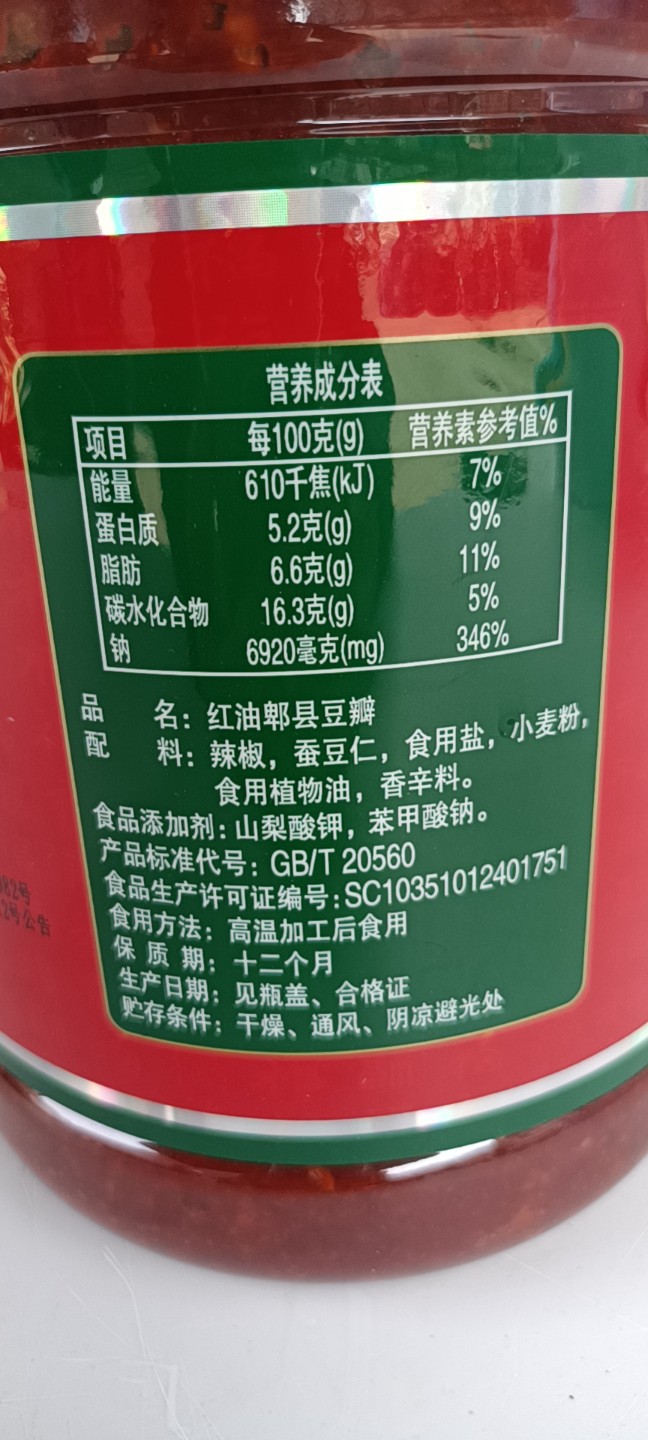 营养成分表
项目 每100克(g) 营养素参考值%
能量 610千焦(kJ) 7%
蛋白质 5.2克(g) 9%
脂肪 6.6克(g) 11%
碳水化合物 16.3克(g) 5%
钠 6920毫克(mg) 346%
品 名：红油郫县豆瓣
配 料：辣椒，蚕豆仁，食用盐，小麦粉，
食用植物油，香辛料。
食品添加剂：山梨酸钾，苯甲酸钠。
产品标准代号：GB/T 20560
食品生产许可证编号：SC10351012401751
食用方法：高温加工后食用
保 质 期：十二个月
生产日期：见瓶盖、合格证
贮存条件：干燥、通风、阴凉避光处
82号
2号公告